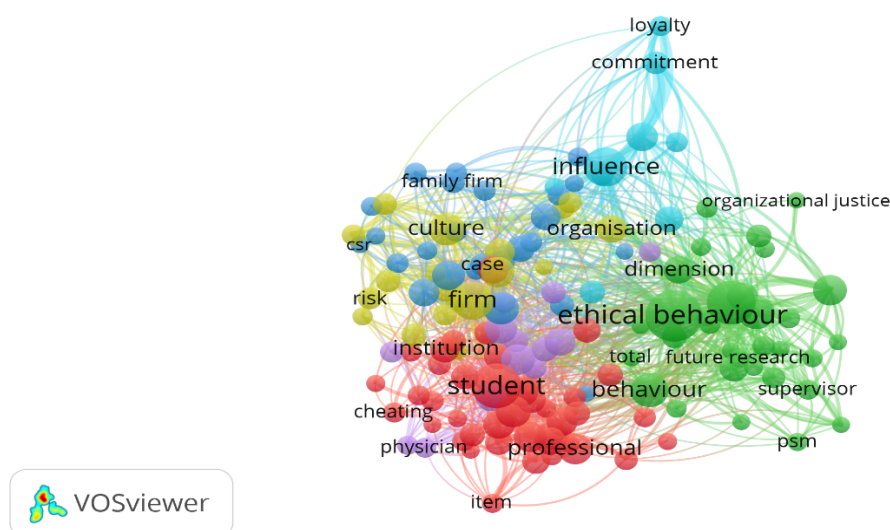 loyalty
commitment
influence
family firm
organizational justice
culture
organisation
csr
case
dimension
risk
firm
ethical behaviour
institution
total
future research
student
behaviour
supervisor
cheating
physician
professional
psm
item
VOSviewer